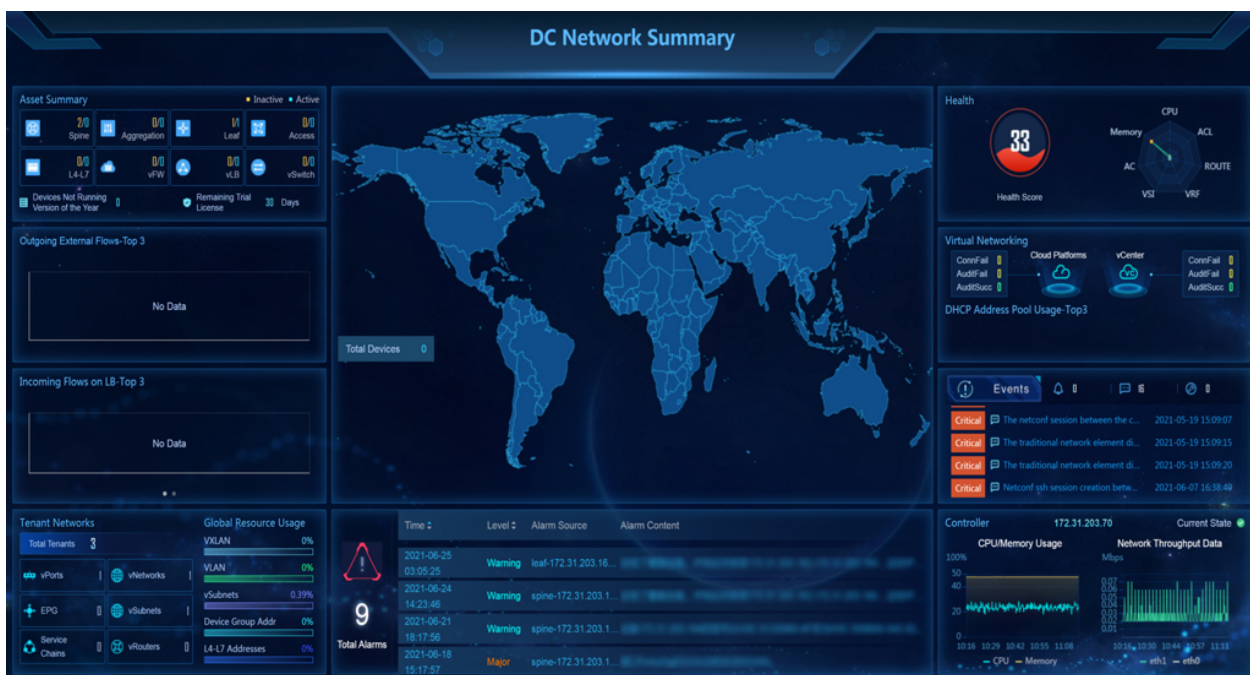 DC Network Summary
Asset Summary
Inactive Active
2/0
Spine
0/0
Aggregation
1/1
Leaf
0/0
Access
0/0
L4-L7
0/0
vFW
0/0
vLB
0/0
vSwitch
Devices Not Running
Version of the Year
0
Remaining Trial
License
30 Days
Outgoing External Flows-Top 3
No Data
Incoming Flows on LB-Top 3
No Data
Tenant Networks
Total Tenants 3
vPorts 1
vNetworks 1
EPG 0
vSubnets 1
Service
Chains
0
vRouters 0
Global Resource Usage
VXLAN 0%
VLAN 0%
vSubnets 0.39%
Device Group Addr 0%
L4-L7 Addresses 0%
Total Devices 0
9
Total Alarms
Time Level Alarm Source Alarm Content
2021-06-25
03:05:25
Warning leaf-172.31.203.16...
2021-06-24
14:23:46
Warning spine-172.31.203.1...
2021-06-21
18:17:56
Warning spine-172.31.203.1...
2021-06-18
15:17:57
Major spine-172.31.203.1...
Health
33
Health Score
CPU
Memory
ACL
AC
ROUTE
VSI
VRF
Virtual Networking
ConnFail 0
AuditFail 0
AuditSucc 0
Cloud Platforms
vCenter
VC
ConnFail 0
AuditFail 0
AuditSucc 0
DHCP Address Pool Usage-Top3
Events 0 16 0
Critical The netconf session between the c... 2021-05-19 15:09:07
Critical The traditional network element di... 2021-05-19 15:09:15
Critical The traditional network element di... 2021-05-19 15:09:20
Critical Netconf ssh session creation betw... 2021-06-07 16:38:49
Controller 172.31.203.70 Current State
CPU/Memory Usage
100%
50
40
20
0
10:16 10:29 10:42 10:55 11:08
CPU Memory
Network Throughput Data
Mbps
0.07
0.06
0.05
0.04
0.03
0.02
0.01
10:16 10:30 10:44 10:57 11:11
eth1 eth0